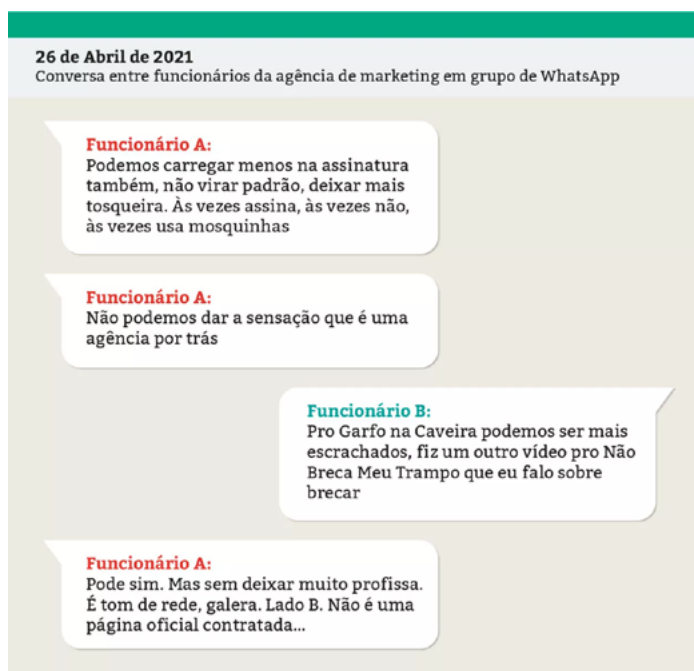 26 de Abril de 2021
Conversa entre funcionários da agência de marketing em grupo de WhatsApp
Funcionário A:
Podemos carregar menos na assinatura
também, não virar padrão, deixar mais
tosqueira. Às vezes assina, às vezes não,
às vezes usa mosquinhas
Funcionário A:
Não podemos dar a sensação que é uma
agência por trás
Funcionário B:
Pro Garfo na Caveira podemos ser mais
escrachados, fiz um outro vídeo pro Não
Breca Meu Trampo que eu falo sobre
brecar
Funcionário A:
Pode sim. Mas sem deixar muito profissa.
É tom de rede, galera. Lado B. Não é uma
página oficial contratada...